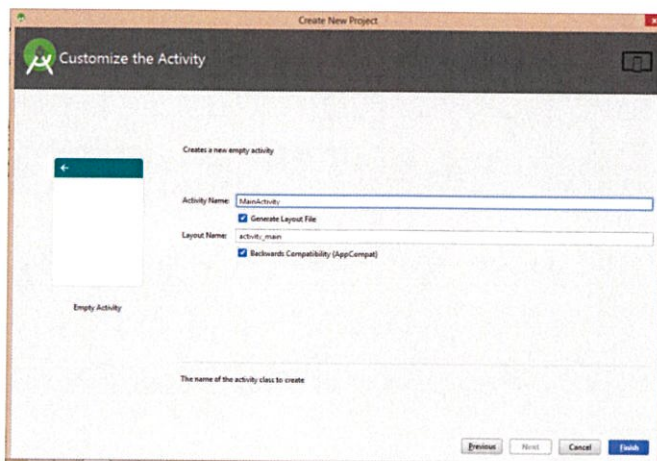 Create New Project
Customize the Activity
Creates a new empty activity
Activity Name: MainActivity
Generate Layout File
Layout Name: activity_main
Backwards Compatibility (AppCompat)
Empty Activity
The name of the activity class to create
Previous Next Cancel Finish